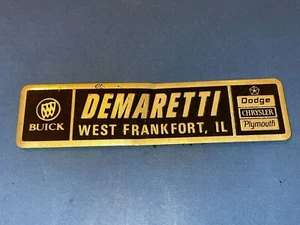 BUICK
DEMARETTI
WEST FRANKFORT, IL
Dodge
CHRYSLER
Plymouth